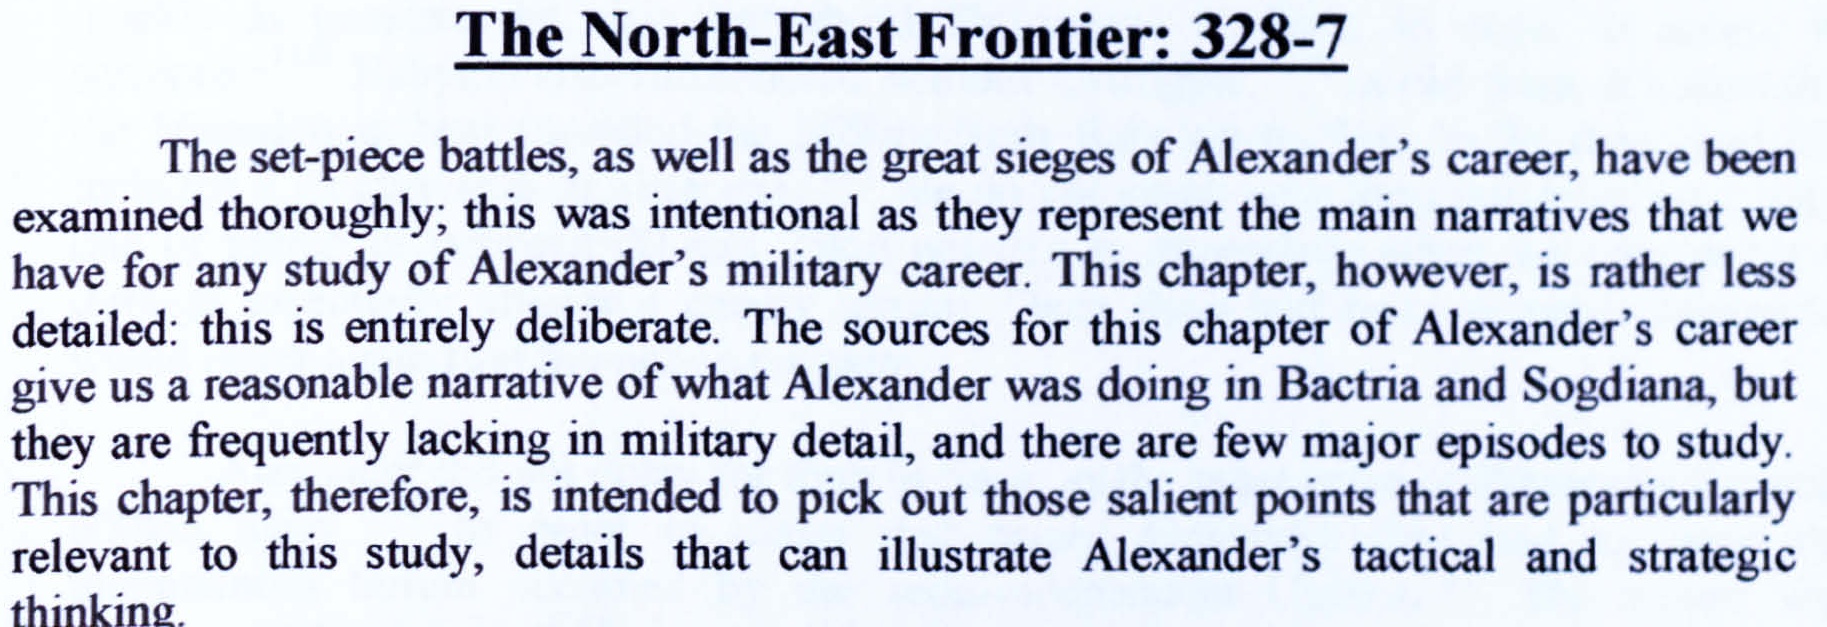 The North-East Frontier: 328-7
The set-piece battles, as well as the great sieges of Alexander's career, have been
examined thoroughly; this was intentional as they represent the main narratives that we
have for any study of Alexander's military career. This chapter, however, is rather less
detailed: this is entirely deliberate. The sources for this chapter of Alexander's career
give us a reasonable narrative of what Alexander was doing in Bactria and Sogdiana, but
they are frequently lacking in military detail, and there are few major episodes to study.
This chapter, therefore, is intended to pick out those salient points that are particularly
relevant to this study, details that can illustrate Alexander's tactical and strategic
thinking.